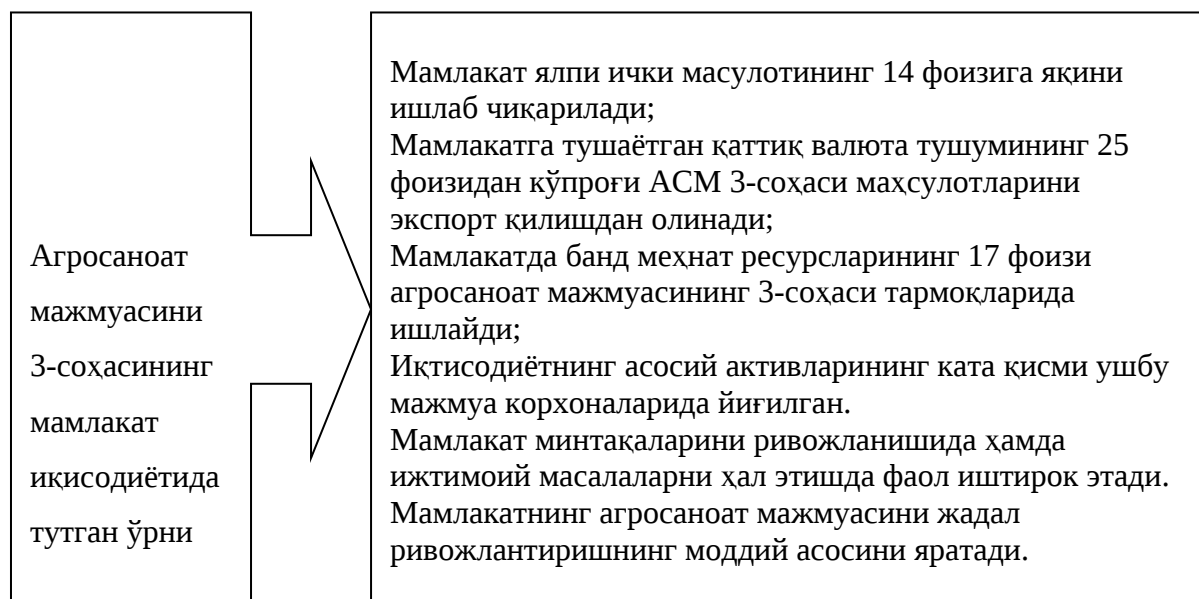 Агросаноат
мажмуасини
3-соҳасининг
мамлакат
иқисодиётида
тутган ўрни
Мамлакат ялпи ички масулотининг 14 фоизига яқини
ишлаб чиқарилади;
Мамлакатга тушаётган қаттиқ валюта тушумининг 25
фоизидан кўпроғи АСМ 3-соҳаси маҳсулотларини
экспорт қилишдан олинади;
Мамлакатда банд меҳнат ресурсларининг 17 фоизи
агросаноат мажмуасининг 3-соҳаси тармоқларида
ишлайди;
Иқтисодиётнинг асосий активларининг ката қисми ушбу
мажмуа корхоналарида йиғилган.
Мамлакат минтақаларини ривожланишида ҳамда
ижтимоий масалаларни ҳал этишда фаол иштирок этади.
Мамлакатнинг агросаноат мажмуасини жадал
ривожлантиришнинг моддий асосини яратади.